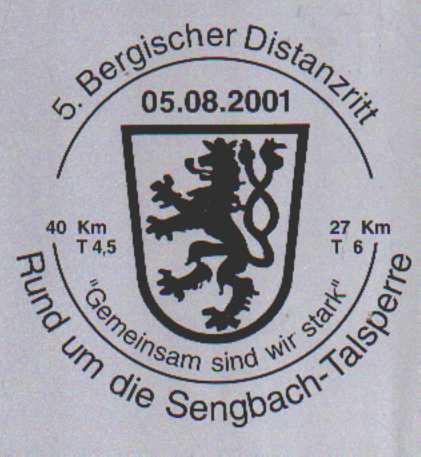 5. Bergischer Distanzritt
05.08.2001
40 Km
T 4,5
27 Km
T 6
"Gemeinsam sind wir stark"
Rund um die Sengbach-Talsperre